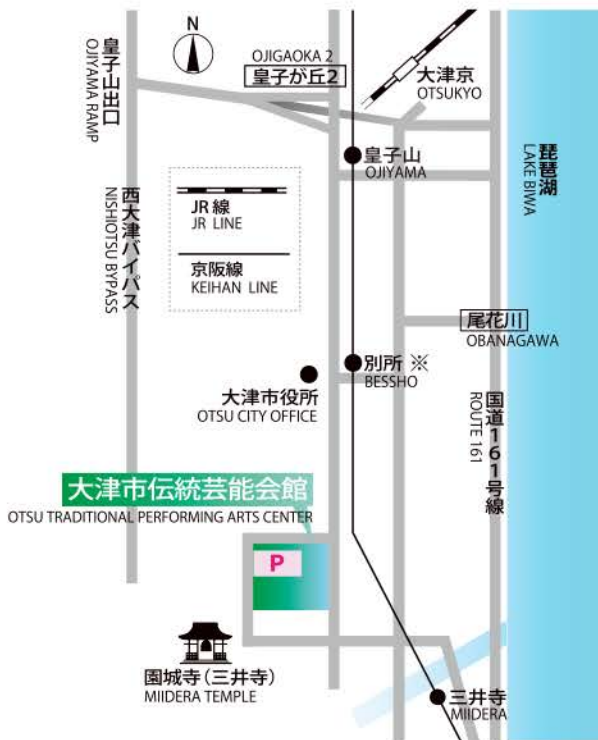 N
皇子山出口
OJIYAMA RAMP
OJIGAOKA 2
皇子が丘2
大津京
OTSUKYO
皇子山
OJIYAMA
琵琶湖
LAKE BIWA
JR線
JR LINE
京阪線
KEIHAN LINE
西大津バイパス
NISHIOTSU BYPASS
尾花川
OBANAGAWA
別所 ※
BESSHO
大津市役所
OTSU CITY OFFICE
国道161号線
ROUTE 161
大津市伝統芸能会館
OTSU TRADITIONAL PERFORMING ARTS CENTER
P
園城寺(三井寺)
MIIDERA TEMPLE
三井寺
MIIDERA